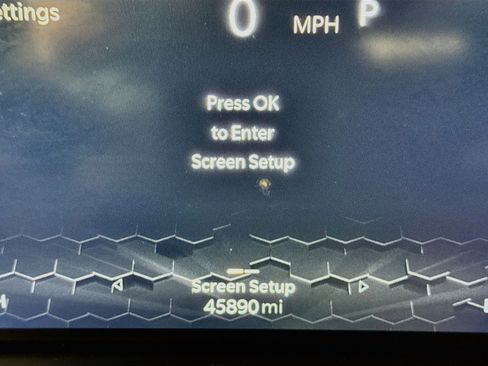 ettings
0 MPH P
Press OK
to Enter
Screen Setup
Screen Setup
45890 mi